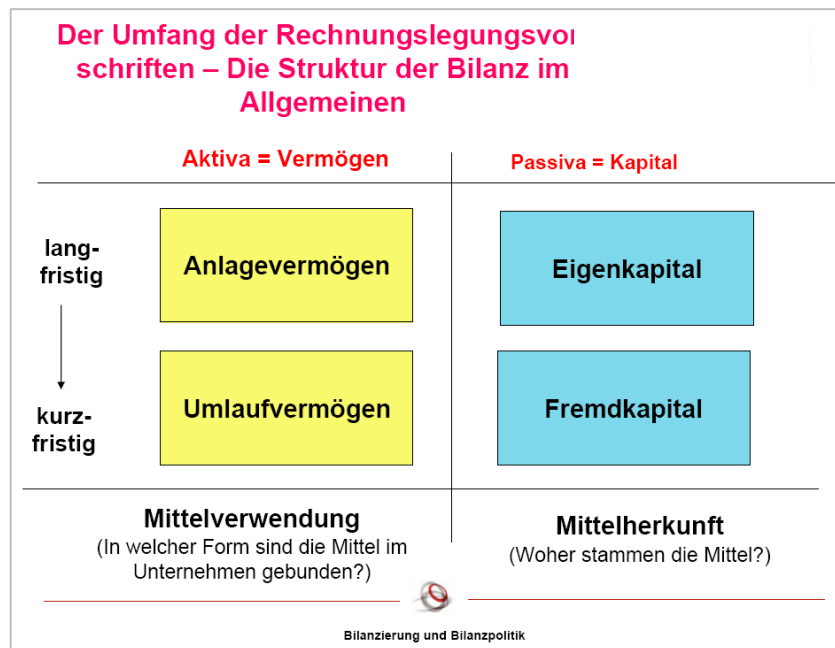 Der Umfang der Rechnungslegungsvor
schriften – Die Struktur der Bilanz im
Allgemeinen
Aktiva = Vermögen
Passiva = Kapital
lang-
fristig
Anlagevermögen
Eigenkapital
kurz-
fristig
Umlaufvermögen
Fremdkapital
Mittelverwendung
(In welcher Form sind die Mittel im
Unternehmen gebunden?)
Mittelherkunft
(Woher stammen die Mittel?)
Bilanzierung und Bilanzpolitik